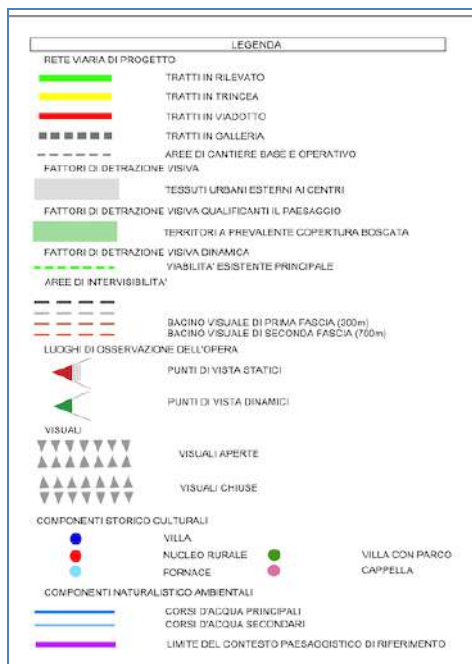 LEGENDA
RETE VIARIA DI PROGETTO
TRATTI IN RILEVATO
TRATTI IN TRINCEA
TRATTI IN VIADOTTO
TRATTI IN GALLERIA
AREE DI CANTIERE BASE E OPERATIVO
FATTORI DI DETRAZIONE VISIVA
TESSUTI URBANI ESTERNI AI CENTRI
FATTORI DI DETRAZIONE VISIVA QUALIFICANTI IL PAESAGGIO
TERRITORI A PREVALENTE COPERTURA BOSCATA
FATTORI DI DETRAZIONE VISIVA DINAMICA
VIABILITA' ESISTENTE PRINCIPALE
AREE DI INTERVISIBILITA'
BACINO VISUALE DI PRIMA FASCIA (300m)
BACINO VISUALE DI SECONDA FASCIA (700m)
LUOGHI DI OSSERVAZIONE DELL'OPERA
PUNTI DI VISTA STATICI
PUNTI DI VISTA DINAMICI
VISUALI
VISUALI APERTE
VISUALI CHIUSE
COMPONENTI STORICO CULTURALI
VILLA
NUCLEO RURALE VILLA CON PARCO
FORNACE CAPPELLA
COMPONENTI NATURALISTICO AMBIENTALI
CORSI D'ACQUA PRINCIPALI
CORSI D'ACQUA SECONDARI
LIMITE DEL CONTESTO PAESAGGISTICO DI RIFERIMENTO